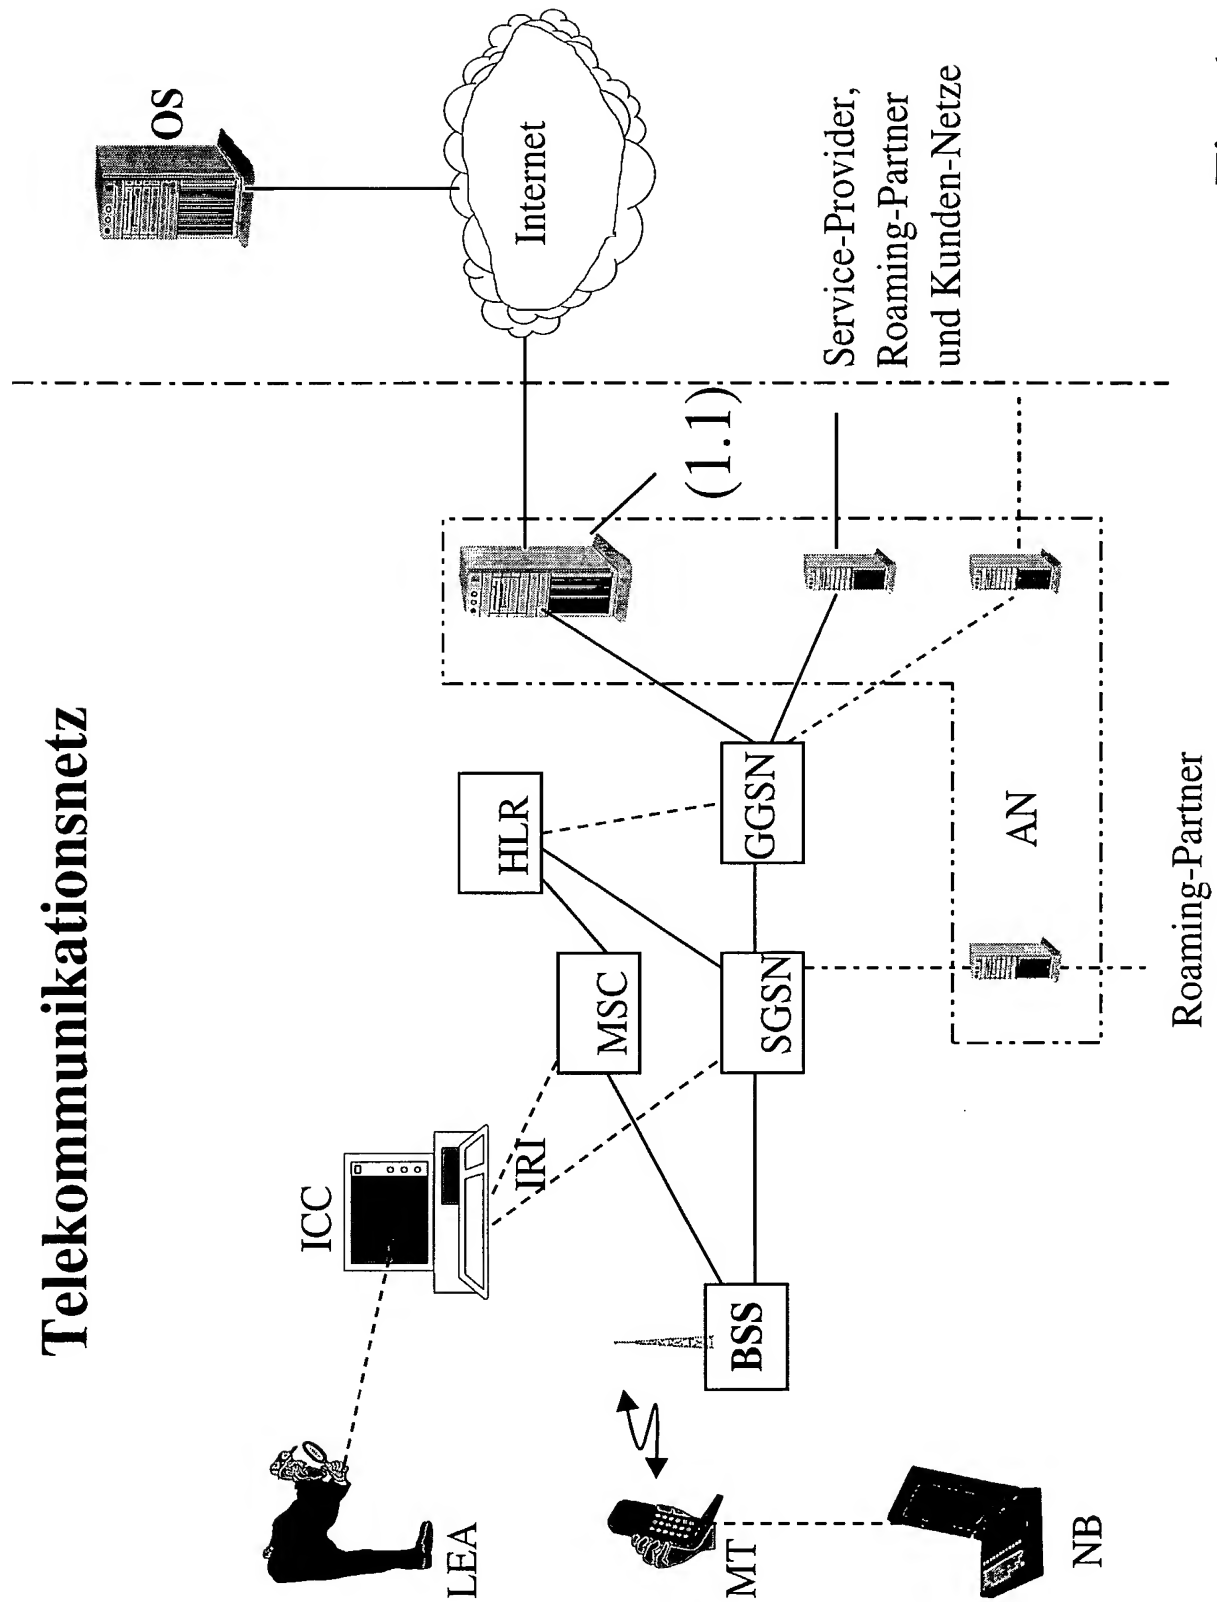 Telekommunikationsnetz
LEA
ICC
IRI
MT
NB
BSS
MSC
SGSN
HLR
GGSN
AN
Roaming-Partner
(1.1)
OS
Internet
Service-Provider,
Roaming-Partner
und Kunden-Netze